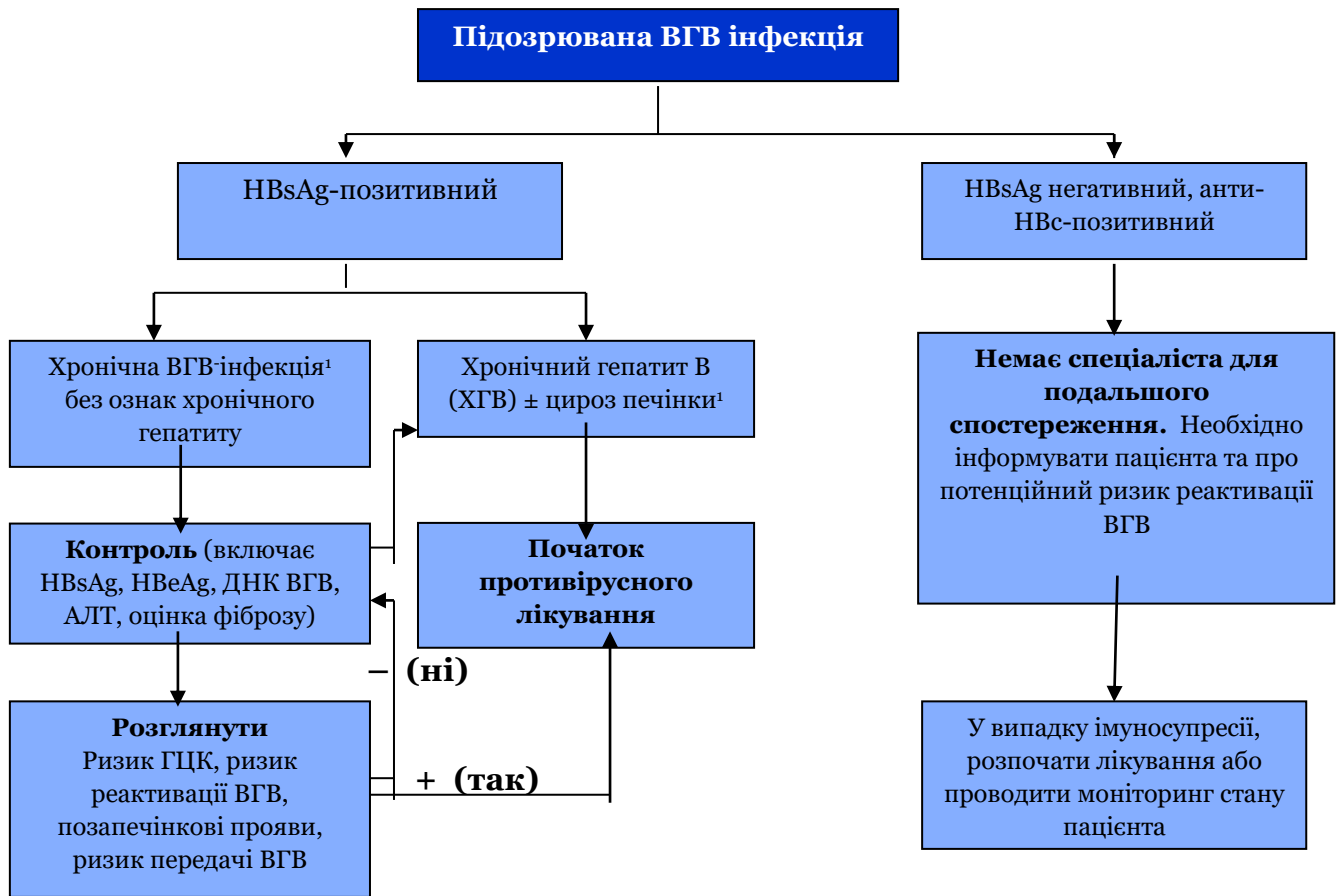 Підозрювана ВГВ інфекція
HBsAg-позитивний
HBsAg негативний, анти-
HBc-позитивний
Хронічна ВГВ-інфекція¹
без ознак хронічного
гепатиту
Хронічний гепатит В
(ХГВ) ± цироз печінки¹
Немає спеціаліста для
подальшого
спостереження. Необхідно
інформувати пацієнта та про
потенційний ризик реактивації
ВГВ
Контроль (включає
HBsAg, HBeAg, ДНК ВГВ,
АЛТ, оцінка фіброзу)
Початок
противірусного
лікування
– (ні)
Розглянути
Ризик ГЦК, ризик
реактивації ВГВ,
позапечінкові прояви,
ризик передачі ВГВ
+ (так)
У випадку імуносупресії,
розпочати лікування або
проводити моніторинг стану
пацієнта